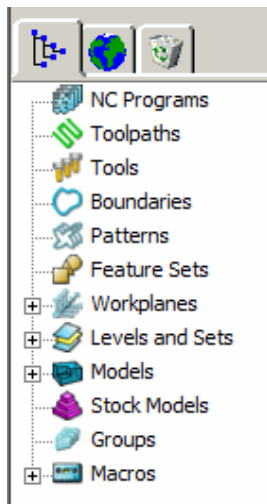 NC Programs
Toolpaths
Tools
Boundaries
Patterns
Feature Sets
Workplanes
Levels and Sets
Models
Stock Models
Groups
Macros